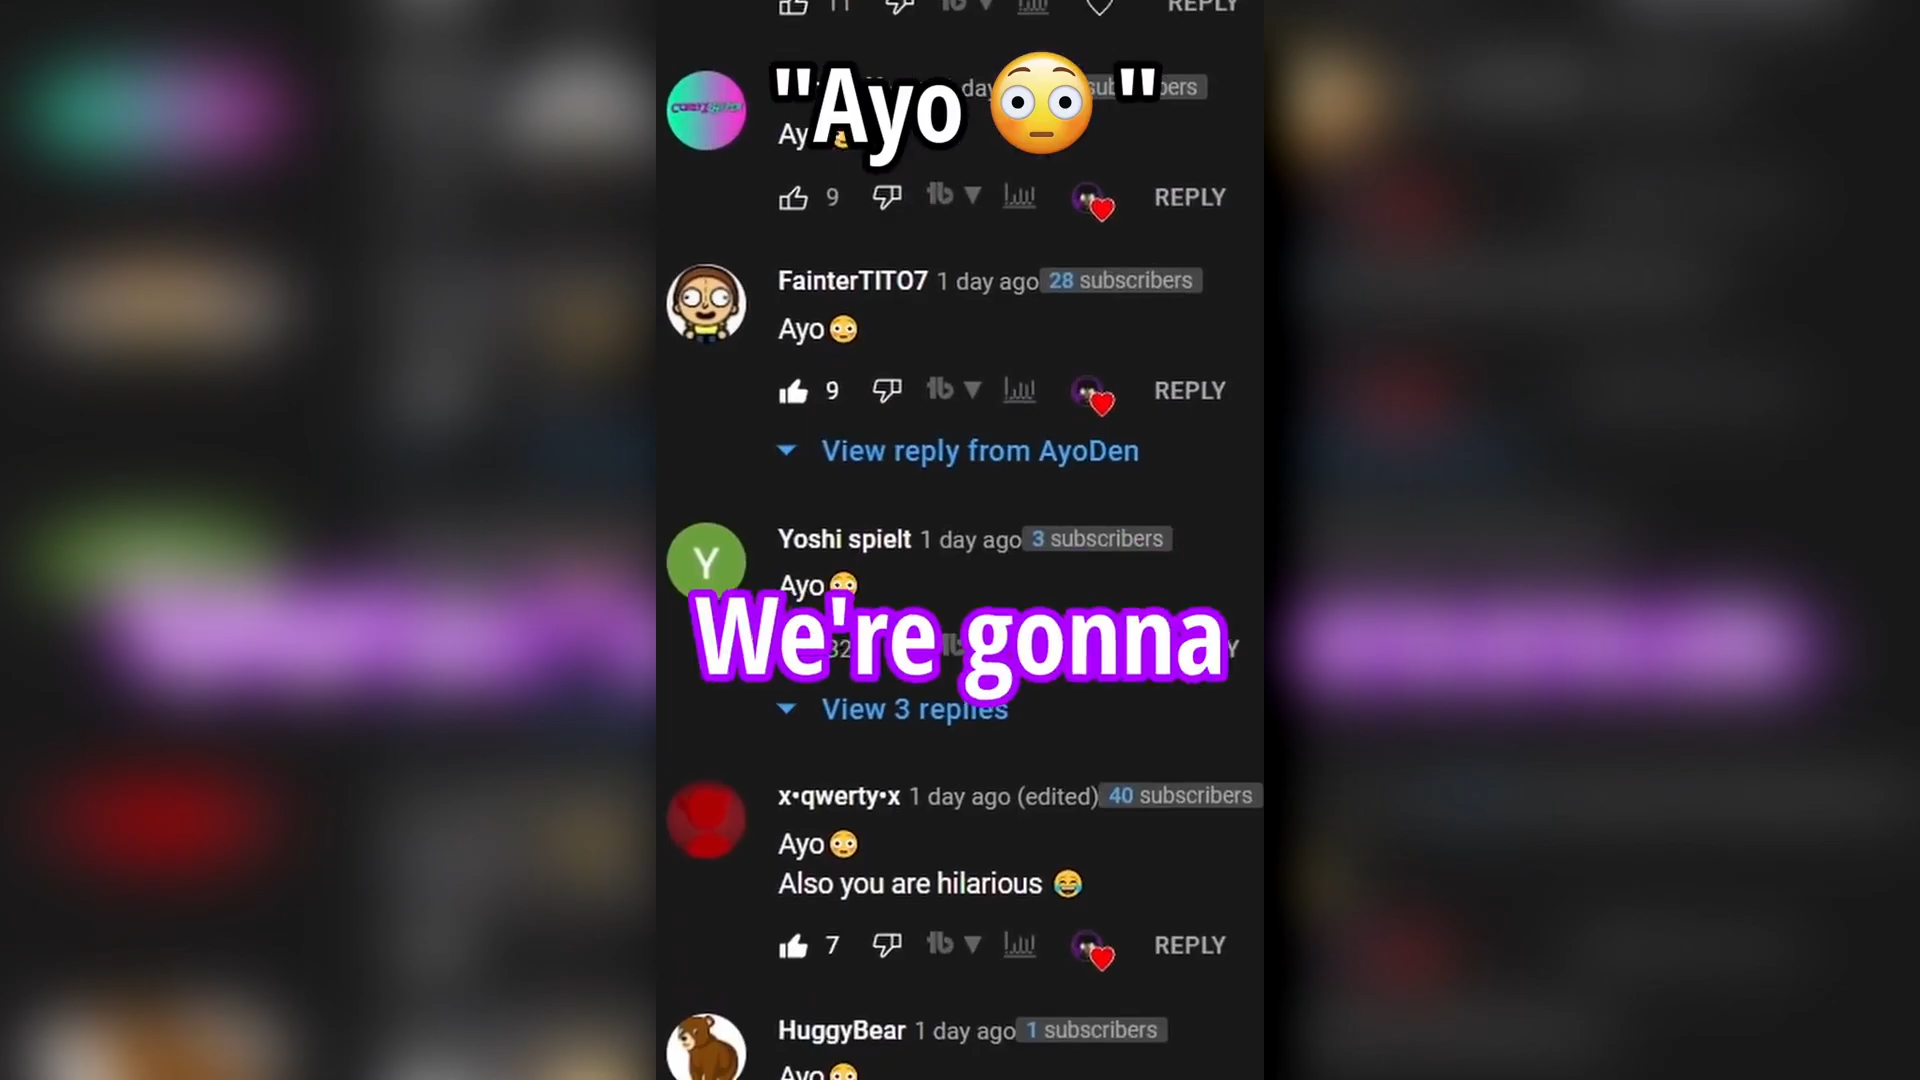 11 REPLY
"Ayo 😳"
9 REPLY
FainterTITO7 1 day ago 28 subscribers
Ayo😳
9 REPLY
View reply from AyoDen
Y
Yoshi spielt 1 day ago 3 subscribers
Ayo😳
We're gonna
View 3 replies
x•qwerty•x 1 day ago (edited) 40 subscribers
Ayo😳
Also you are hilarious 😂
7 REPLY
HuggyBear 1 day ago 1 subscribers
Ayo😳